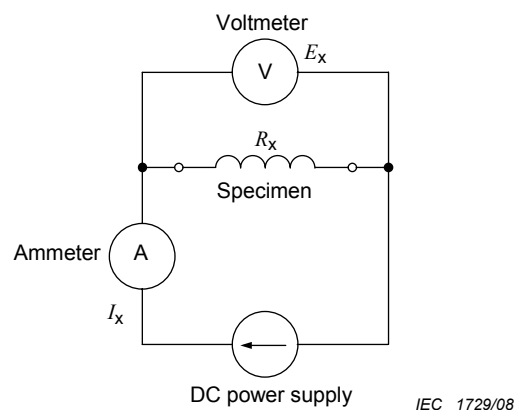 Voltmeter
V
Ex
Rx
Specimen
Ammeter
A
Ix
DC power supply
IEC 1729/08